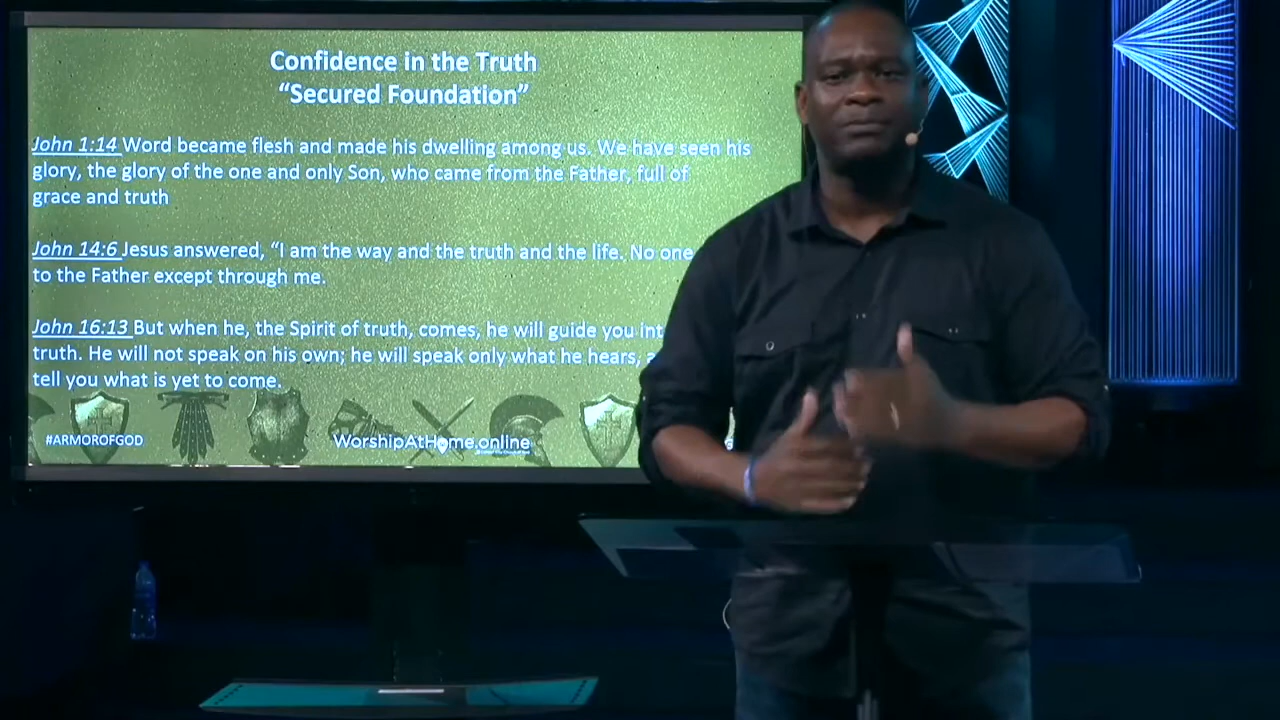 Confidence in the Truth
“Secured Foundation”
John 1:14 Word became flesh and made his dwelling among us. We have seen his
glory, the glory of the one and only Son, who came from the Father, full of
grace and truth
John 14:6 Jesus answered, “I am the way and the truth and the life. No one
to the Father except through me.
John 16:13 But when he, the Spirit of truth, comes, he will guide you int
truth. He will not speak on his own; he will speak only what he hears, a
tell you what is yet to come.
#ARMOROFGOD WorshipAtHome.online